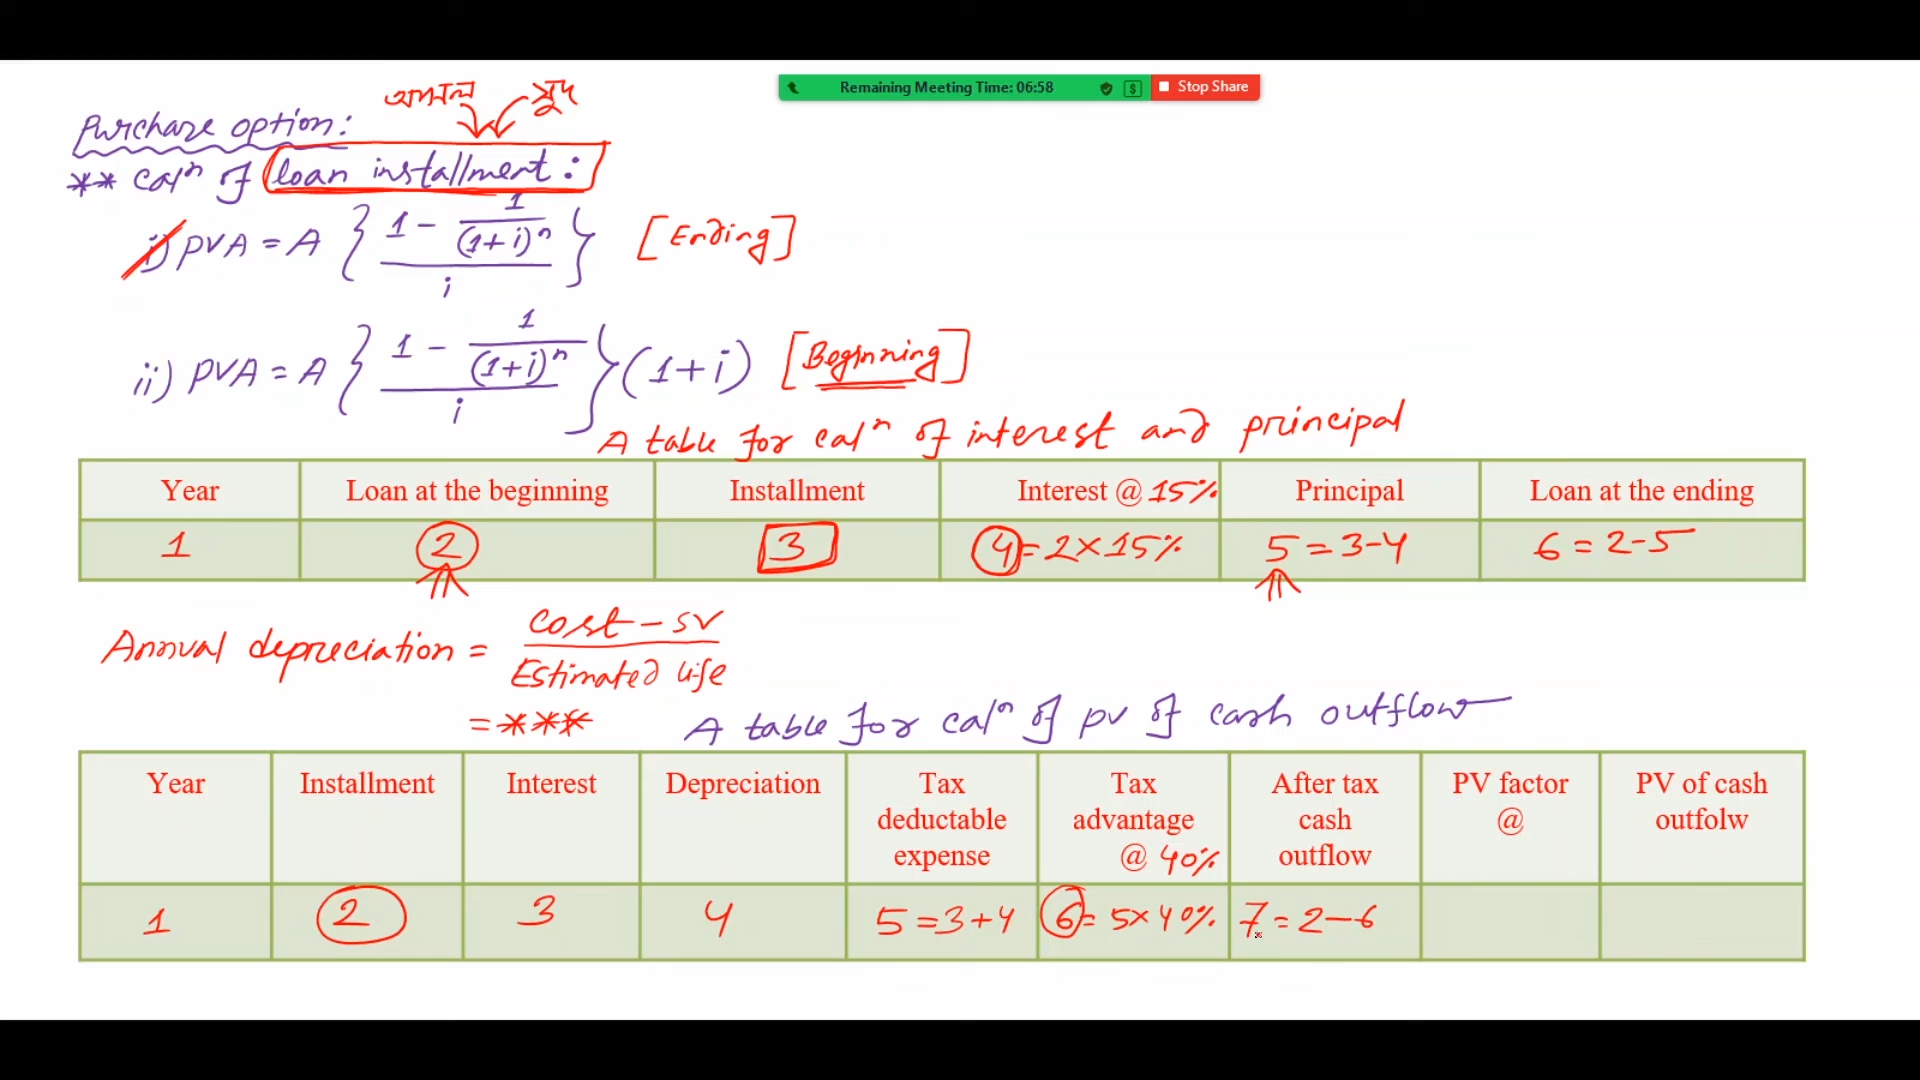 Remaining Meeting Time: 06:58
Stop Share
আসল সুদ
Purchase option:
** calⁿ of loan installment:
i) PVA = A { 1 - 1/(1+i)ⁿ / i } [Ending]
ii) PVA = A { 1 - 1/(1+i)ⁿ / i } (1+i) [Beginning]
A table for calⁿ of interest and principal
Year Loan at the beginning Installment Interest @ 15% Principal Loan at the ending
1 2 3 4 = 2×15% 5 = 3-4 6 = 2-5
Annual depreciation = cost - sv / Estimated life
= ***
A table for calⁿ of pv of cash outflow
Year Installment Interest Depreciation Tax deductable expense Tax advantage @ 40% After tax cash outflow PV factor @ PV of cash outfolw
1 2 3 4 5 = 3+4 6 = 5×40% 7 = 2-6